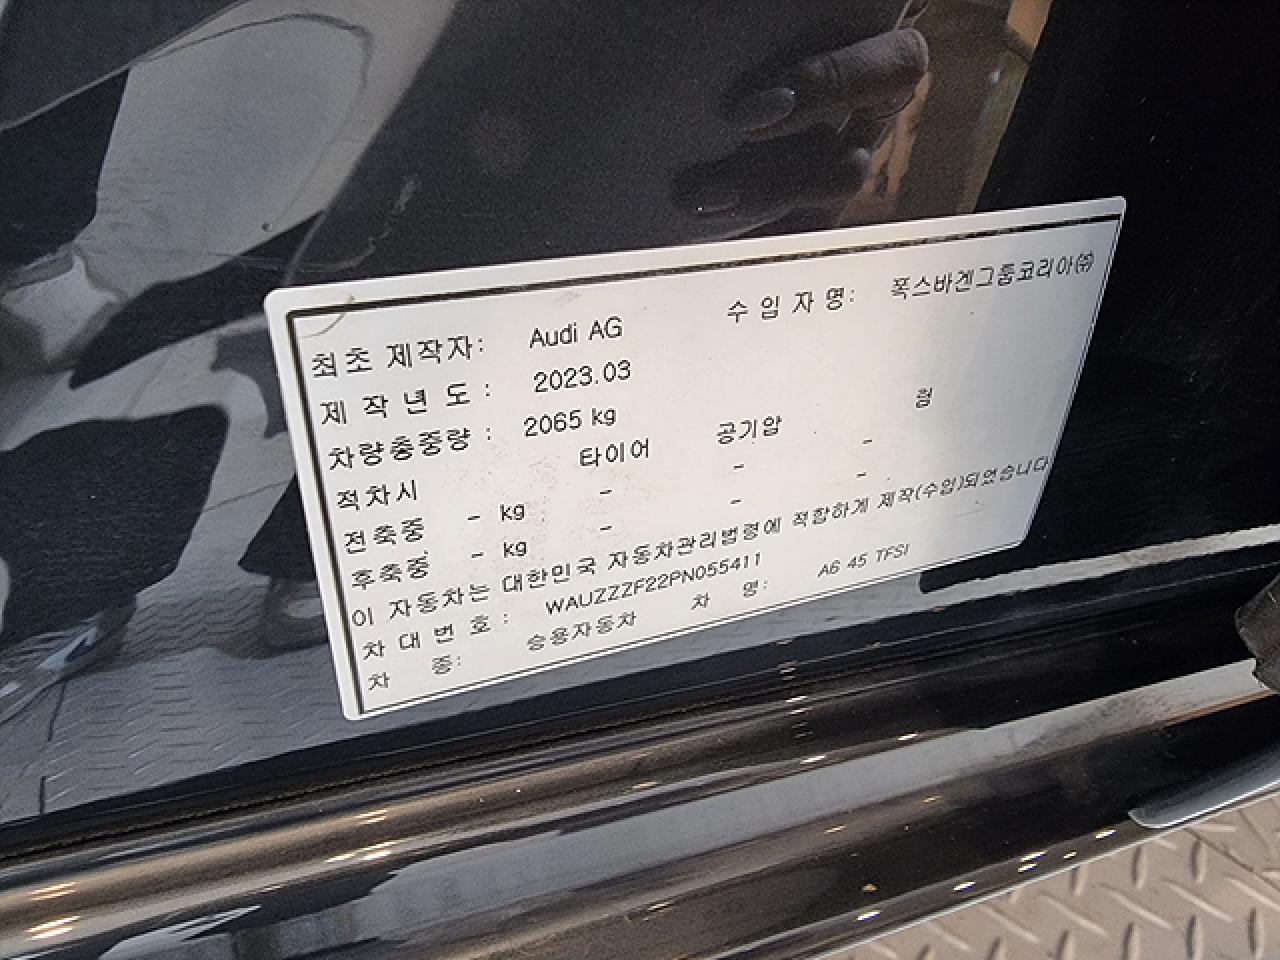 최초 제작자: Audi AG 수 입 자 명: 폭스바겐그룹코리아㈜
제 작 년 도 : 2023.03
차량총중량 : 2065 kg
적차시 타이어 공기압 림
전축중 - kg - - -
후축중 - kg - - -
이 자동차는 대한민국 자동차관리법령에 적합하게 제작(수입)되었습니다
차 대 번 호 : WAUZZZF22PN055411
차 종: 승용자동차 차 명: A6 45 TFSI